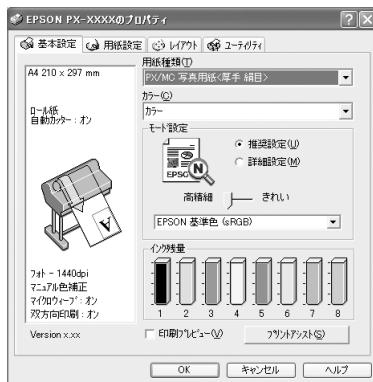 EPSON PX-XXXXのプロパティ
基本設定 用紙設定 レイアウト ユーティリティ
A4 210 x 297 mm
ロール紙
自動カッター : オン
フォト - 1440dpi
マニュアル色補正
マイクロウィーブ : オン
双方向印刷 : オン
Version x.xx
用紙種類(T)
PX/MC 写真用紙<厚手 絹目>
カラー(C)
カラー
モード設定
EPSON
N
推奨設定(U)
詳細設定(M)
高精細 きれい
EPSON 基準色 (sRGB)
インク残量
1 2 3 4 5 6 7 8
印刷プレビュー(V) プリントアシスト(S)
OK キャンセル ヘルプ